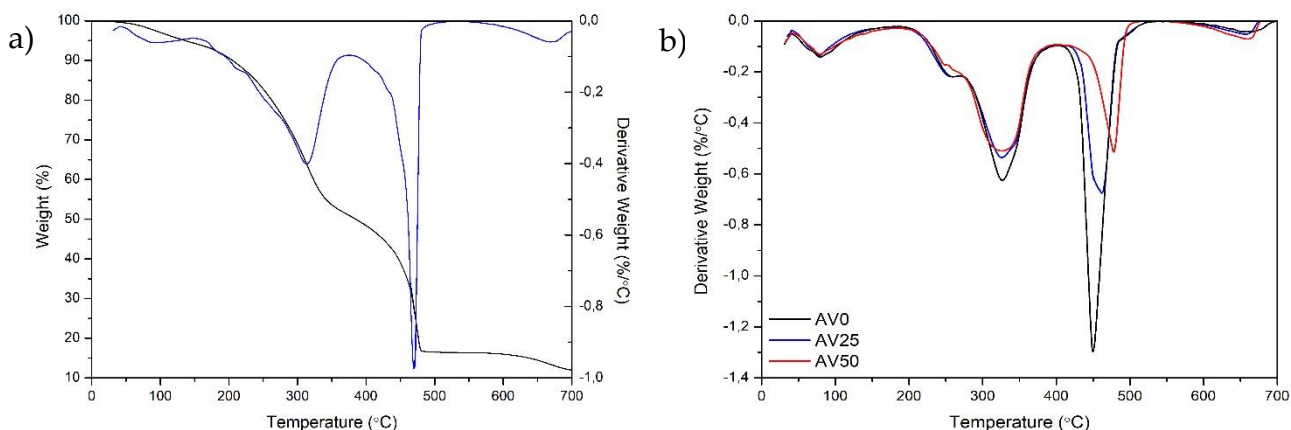 a)
100
90
80
70
60
50
40
30
20
10
Weight (%)
0 100 200 300 400 500 600 700
Temperature (°C)
0,0
-0,2
-0,4
-0,6
-0,8
-1,0
Derivative Weight (%/°C)
b)
0,0
-0,2
-0,4
-0,6
-0,8
-1,0
-1,2
-1,4
Derivative Weight (%/°C)
AV0
AV25
AV50
0 100 200 300 400 500 600 700
Temperature (°C)